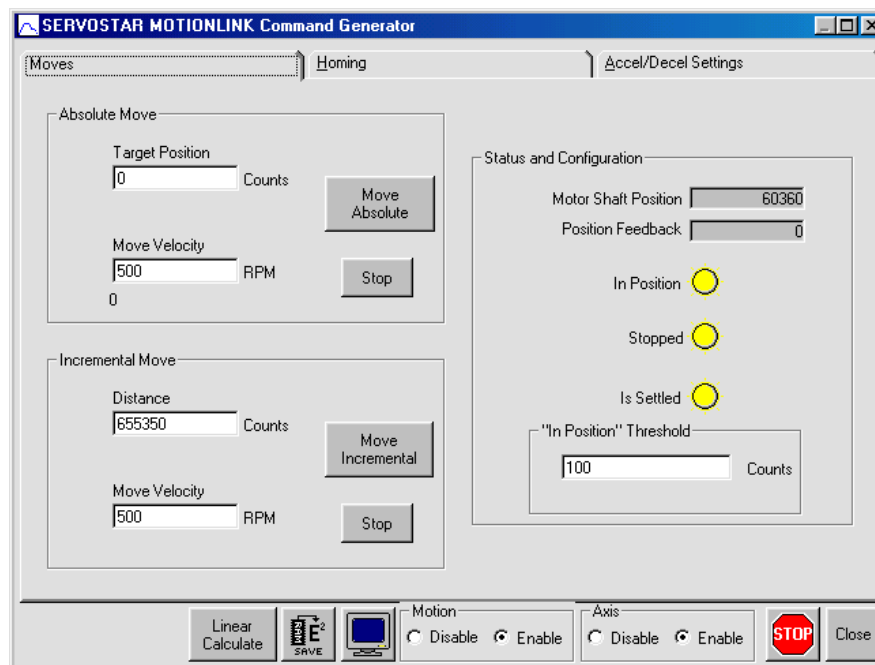 SERVOSTAR MOTIONLINK Command Generator
Moves
Homing
Accel/Decel Settings
Absolute Move
Target Position
0
Counts
Move Absolute
Move Velocity
500
RPM
0
Stop
Incremental Move
Distance
655350
Counts
Move Incremental
Move Velocity
500
RPM
Stop
Status and Configuration
Motor Shaft Position
60360
Position Feedback
0
In Position
Stopped
Is Settled
"In Position" Threshold
100
Counts
Linear Calculate
E²
SAVE
Motion
Disable
Enable
Axis
Disable
Enable
STOP
Close